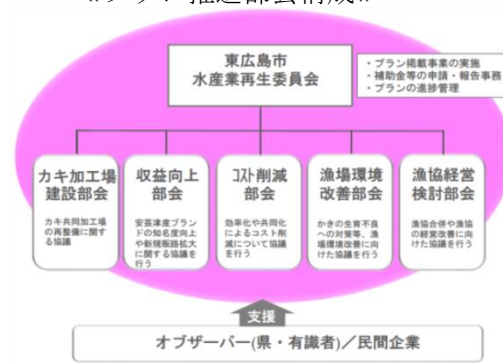 東広島市
水産業再生委員会
・プラン掲載事業の実施
・補助金等の申請・報告事務
・プランの進捗管理
カキ加工場
建設部会
カキ共同加工場
の再整備に関す
る協議
収益向上
部会
安芸津産ブラン
ドの知名度向上
や新規販路拡大
に関する協議を
行う
コスト削減
部会
効率化や共同化
によるコスト削
減について協議
を行う
漁場環境
改善部会
かきの生育不良
への対策等、漁
場環境改善に向
けた協議を行う
漁協経営
検討部会
漁協合併や漁協
の経営改善に向
けた協議を行う
支援
オブザーバー(県・有識者)／民間企業